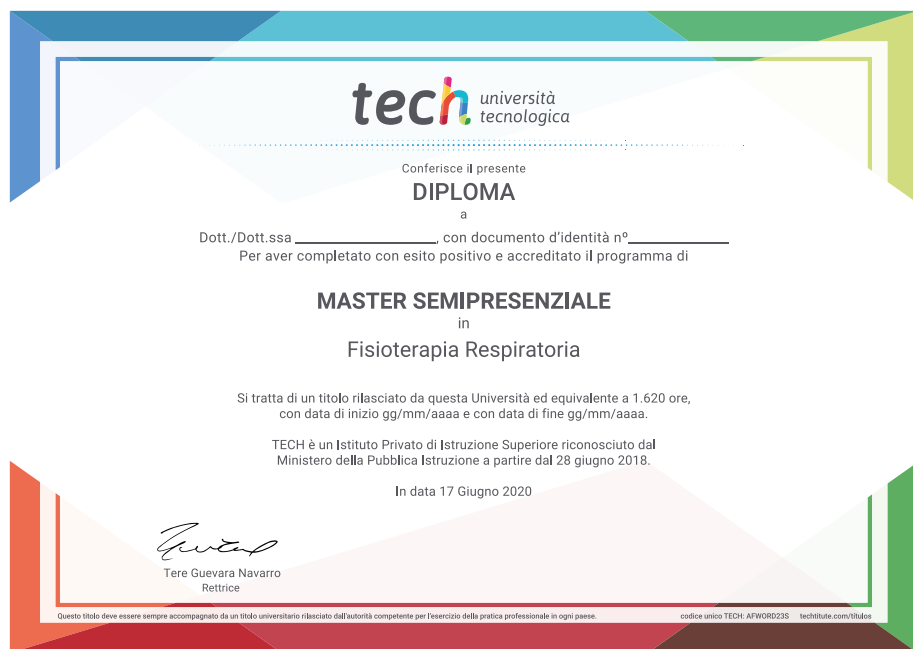 tech università
tecnologica
Conferisce il presente
DIPLOMA
a
Dott./Dott.ssa _________________, con documento d'identità nº____________
Per aver completato con esito positivo e accreditato il programma di
MASTER SEMIPRESENZIALE
in
Fisioterapia Respiratoria
Si tratta di un titolo rilasciato da questa Università ed equivalente a 1.620 ore,
con data di inizio gg/mm/aaaa e con data di fine gg/mm/aaaa.
TECH è un Istituto Privato di Istruzione Superiore riconosciuto dal
Ministero della Pubblica Istruzione a partire dal 28 giugno 2018.
In data 17 Giugno 2020
Tere Guevara Navarro
Rettrice
Questo titolo deve essere sempre accompagnato da un titolo universitario rilasciato dall'autorità competente per l'esercizio della pratica professionale in ogni paese. codice unico TECH: AFWORD23S techtitute.com/titulos